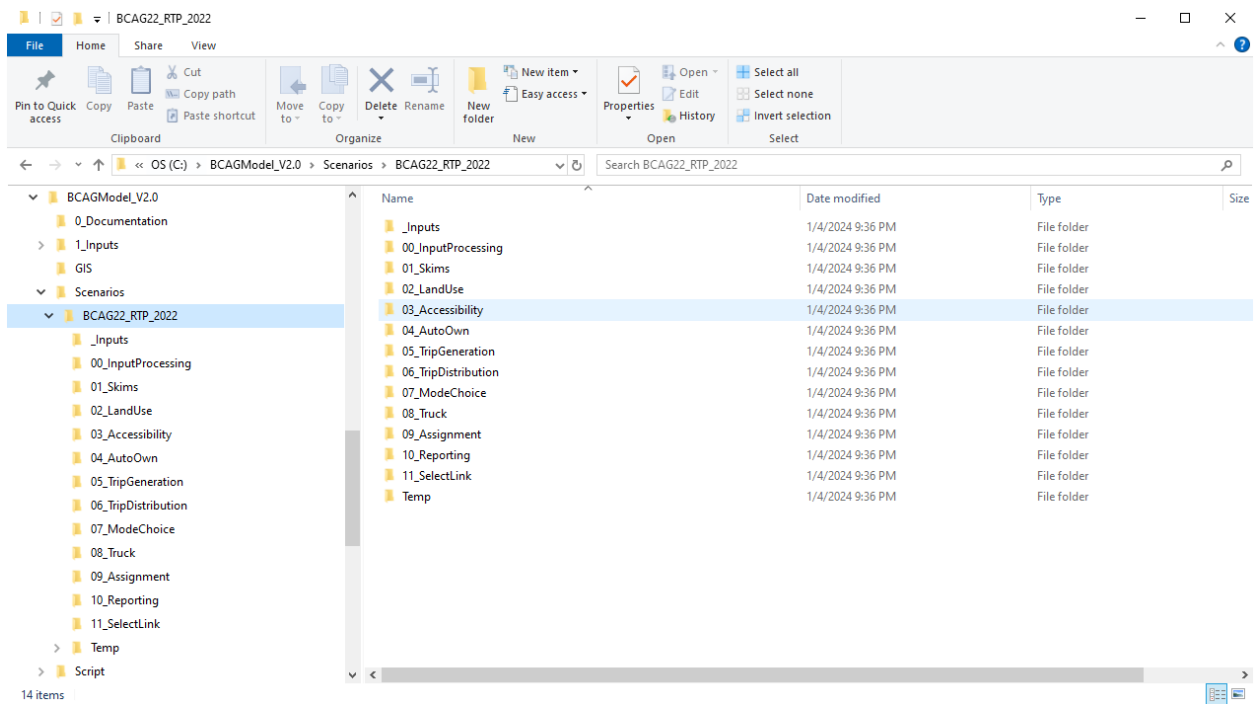 BCAG22_RTP_2022
File Home Share View
Pin to Quick access
Copy
Paste
Cut
Copy path
Paste shortcut
Clipboard
Move to
Copy to
Delete
Rename
Organize
New folder
New item
Easy access
New
Properties
Open
Edit
History
Open
Select all
Select none
Invert selection
Select
« OS (C:) > BCAGModel_V2.0 > Scenarios > BCAG22_RTP_2022
Search BCAG22_RTP_2022
BCAGModel_V2.0
0_Documentation
1_Inputs
GIS
Scenarios
BCAG22_RTP_2022
_Inputs
00_InputProcessing
01_Skims
02_LandUse
03_Accessibility
04_AutoOwn
05_TripGeneration
06_TripDistribution
07_ModeChoice
08_Truck
09_Assignment
10_Reporting
11_SelectLink
Temp
Script
Name Date modified Type Size
_Inputs 1/4/2024 9:36 PM File folder
00_InputProcessing 1/4/2024 9:36 PM File folder
01_Skims 1/4/2024 9:36 PM File folder
02_LandUse 1/4/2024 9:36 PM File folder
03_Accessibility 1/4/2024 9:36 PM File folder
04_AutoOwn 1/4/2024 9:36 PM File folder
05_TripGeneration 1/4/2024 9:36 PM File folder
06_TripDistribution 1/4/2024 9:36 PM File folder
07_ModeChoice 1/4/2024 9:36 PM File folder
08_Truck 1/4/2024 9:36 PM File folder
09_Assignment 1/4/2024 9:36 PM File folder
10_Reporting 1/4/2024 9:36 PM File folder
11_SelectLink 1/4/2024 9:36 PM File folder
Temp 1/4/2024 9:36 PM File folder
14 items